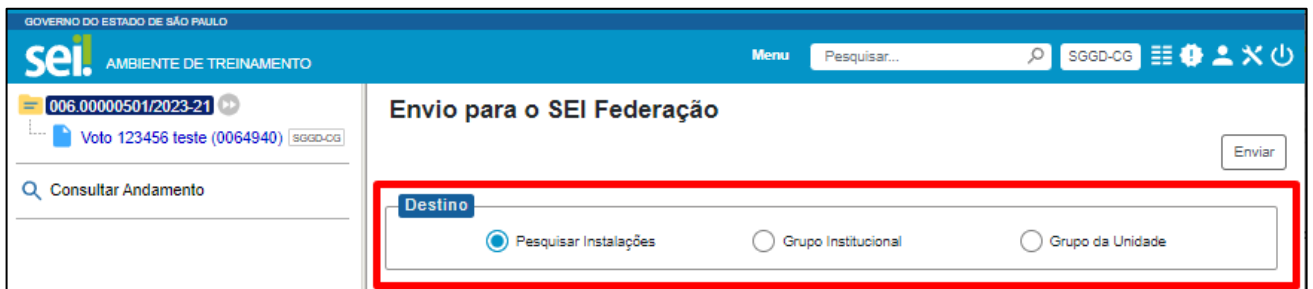 GOVERNO DO ESTADO DE SÃO PAULO
sei! AMBIENTE DE TREINAMENTO
Menu Pesquisar... SGGD-CG
006.00000501/2023-21
Voto 123456 teste (0064940) SGGD-CG
Consultar Andamento
Envio para o SEI Federação
Enviar
Destino
Pesquisar Instalações Grupo Institucional Grupo da Unidade